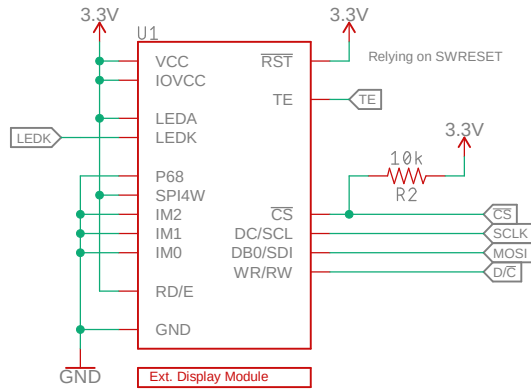 3.3V
U1
3.3V
VCC
IOVCC
LEDA
LEDK
P68
SPI4W
IM2
IM1
IM0
RD/E
GND
RST
TE
CS
DC/SCL
DB0/SDI
WR/RW
LEDK
Relying on SWRESET
TE
3.3V
10k
R2
CS
SCLK
MOSI
D/C
GND
Ext. Display Module